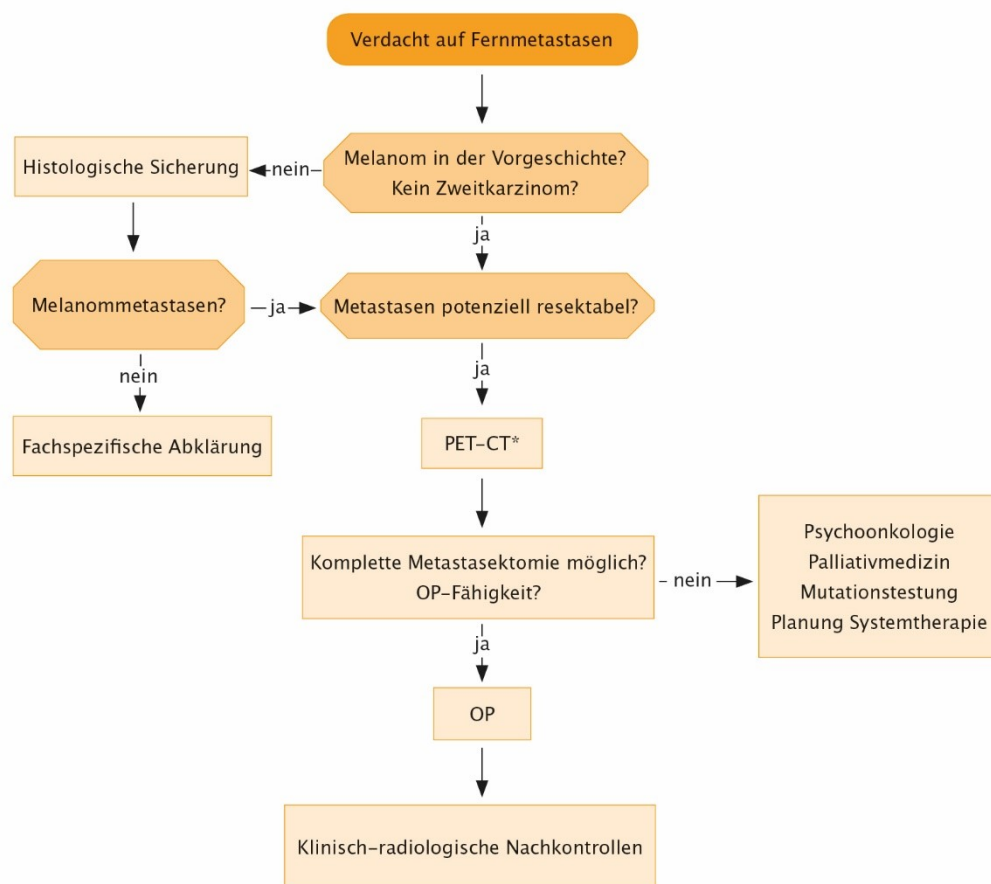 Verdacht auf Fernmetastasen
Melanom in der Vorgeschichte?
Kein Zweitkarzinom?
nein
Histologische Sicherung
ja
Melanommetastasen?
ja
Metastasen potenziell resektabel?
nein
ja
Fachspezifische Abklärung
PET-CT*
Komplette Metastasektomie möglich?
OP-Fähigkeit?
nein
Psychoonkologie
Palliativmedizin
Mutationstestung
Planung Systemtherapie
ja
OP
Klinisch-radiologische Nachkontrollen